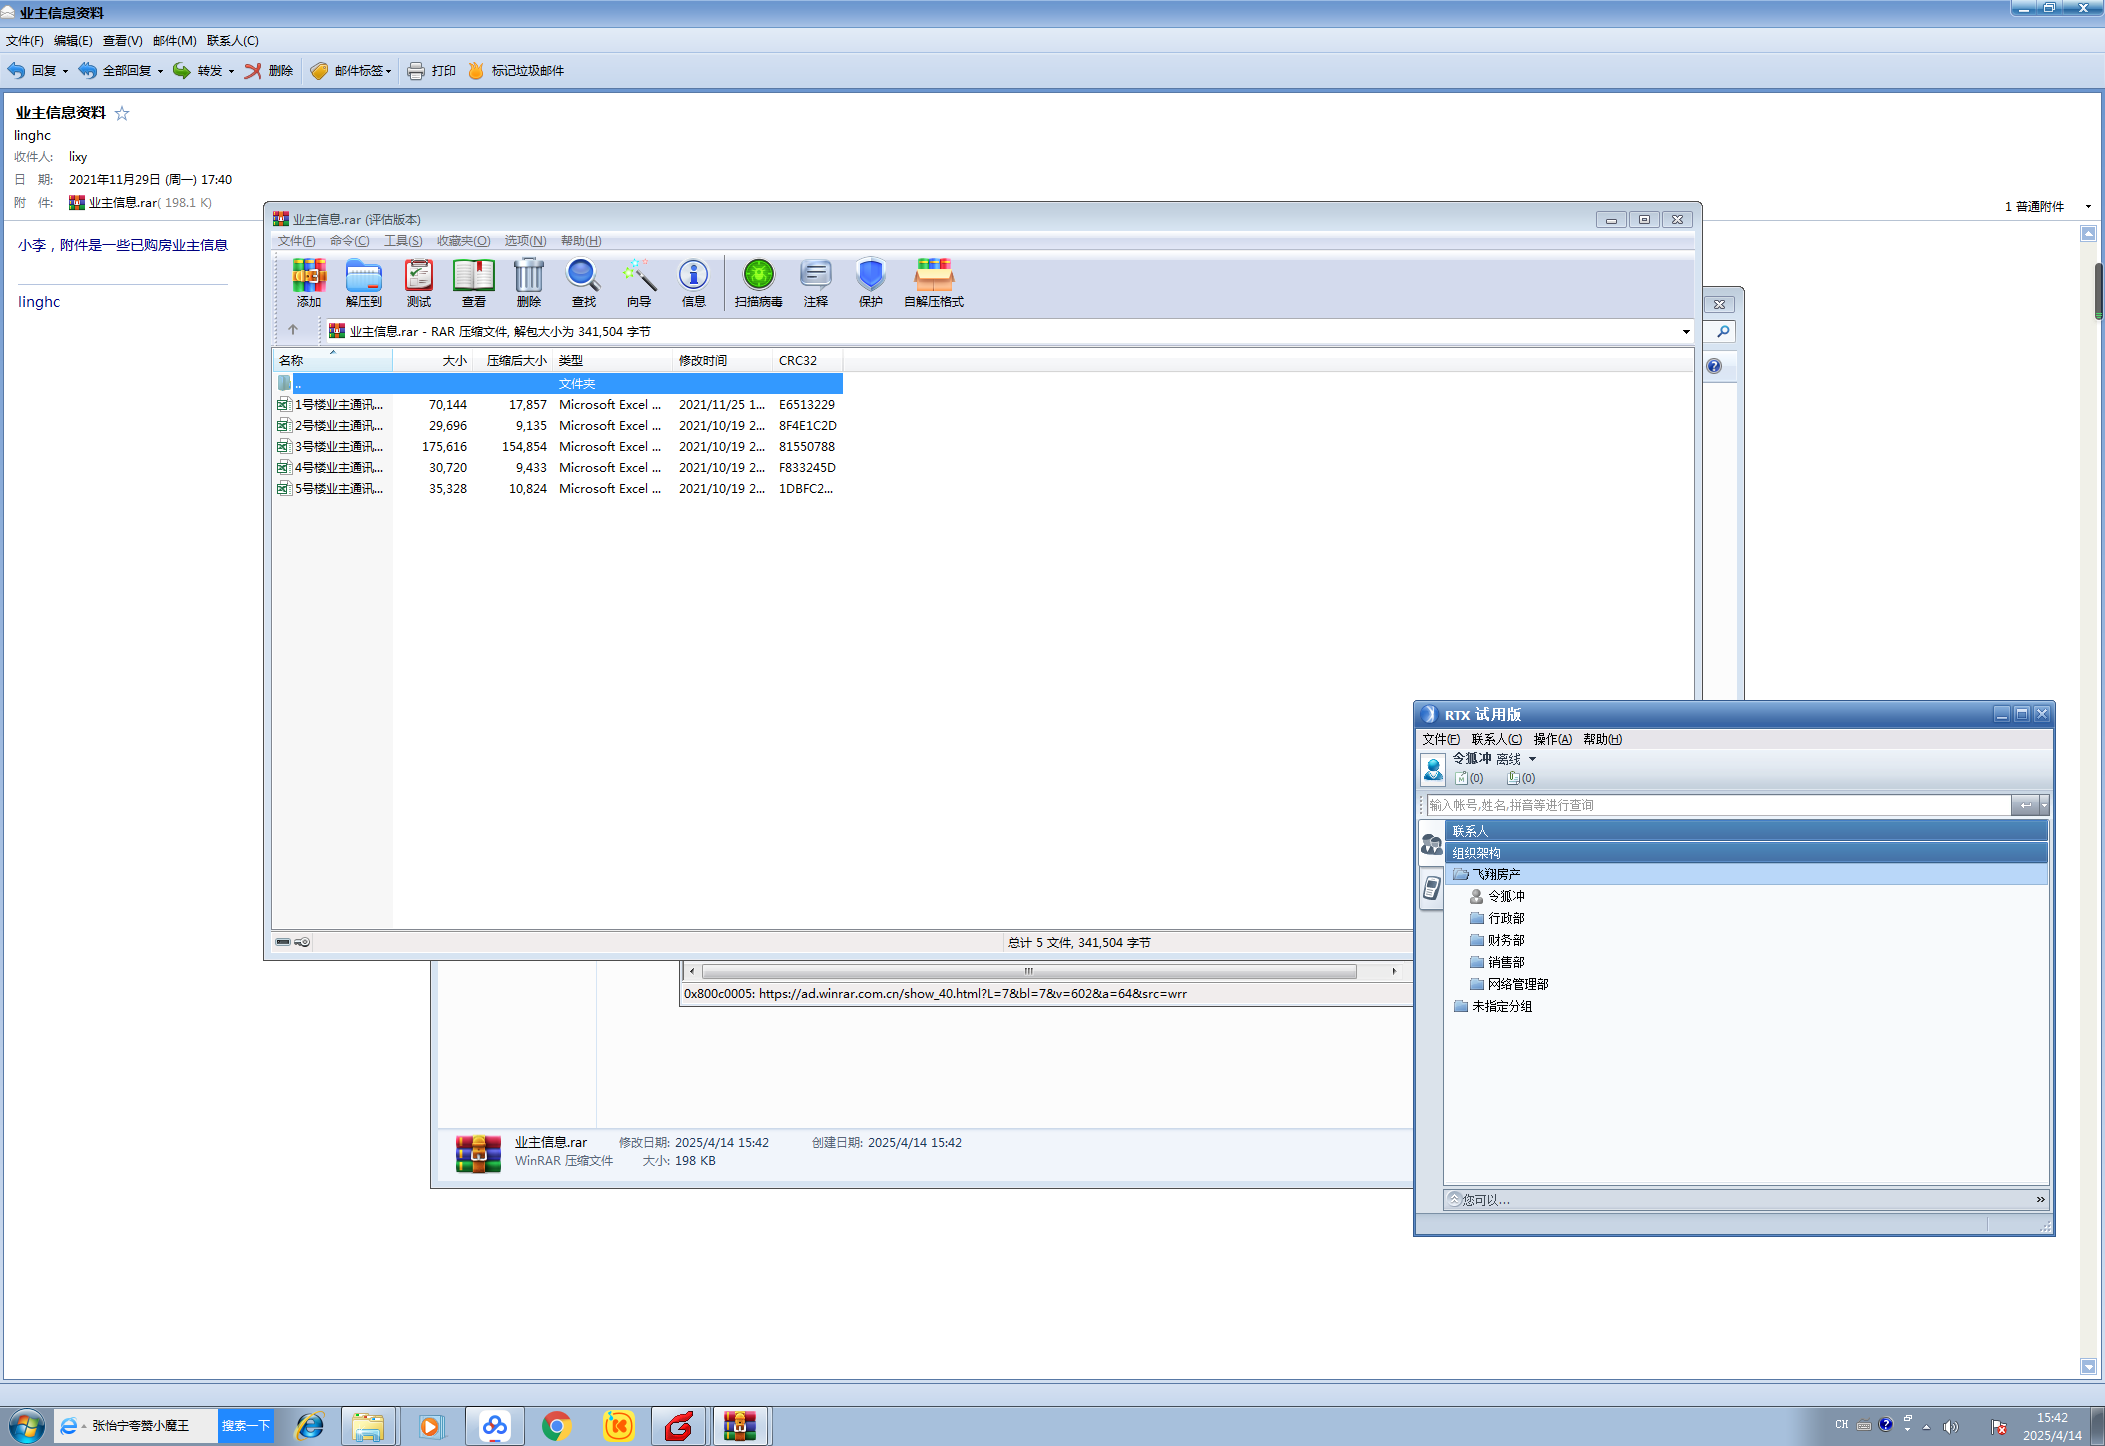 业主信息资料
文件(F) 编辑(E) 查看(V) 邮件(M) 联系人(C)
回复 全部回复 转发 删除 邮件标签 打印 标记垃圾邮件
业主信息资料
linghc
收件人: lixy
日 期: 2021年11月29日 (周一) 17:40
附 件: 业主信息.rar( 198.1 K)
1 普通附件
小李，附件是一些已购房业主信息
linghc
业主信息.rar (评估版本)
文件(F) 命令(C) 工具(S) 收藏夹(O) 选项(N) 帮助(H)
添加 解压到 测试 查看 删除 查找 向导 信息 扫描病毒 注释 保护 自解压格式
业主信息.rar - RAR 压缩文件, 解包大小为 341,504 字节
名称 大小 压缩后大小 类型 修改时间 CRC32
.. 文件夹
1号楼业主通讯... 70,144 17,857 Microsoft Excel ... 2021/11/25 1... E6513229
2号楼业主通讯... 29,696 9,135 Microsoft Excel ... 2021/10/19 2... 8F4E1C2D
3号楼业主通讯... 175,616 154,854 Microsoft Excel ... 2021/10/19 2... 81550788
4号楼业主通讯... 30,720 9,433 Microsoft Excel ... 2021/10/19 2... F833245D
5号楼业主通讯... 35,328 10,824 Microsoft Excel ... 2021/10/19 2... 1DBFC2...
总计 5 文件, 341,504 字节
0x800c0005: https://ad.winrar.com.cn/show_40.html?L=7&bl=7&v=602&a=64&src=wrr
业主信息.rar 修改日期: 2025/4/14 15:42 创建日期: 2025/4/14 15:42
WinRAR 压缩文件 大小: 198 KB
RTX 试用版
文件(F) 联系人(C) 操作(A) 帮助(H)
令狐冲 离线
(0) (0)
输入帐号,姓名,拼音等进行查询
联系人
组织架构
飞翔房产
令狐冲
行政部
财务部
销售部
网络管理部
未指定分组
您可以...
张怡宁夸赞小魔王 搜索一下
CH
15:42
2025/4/14